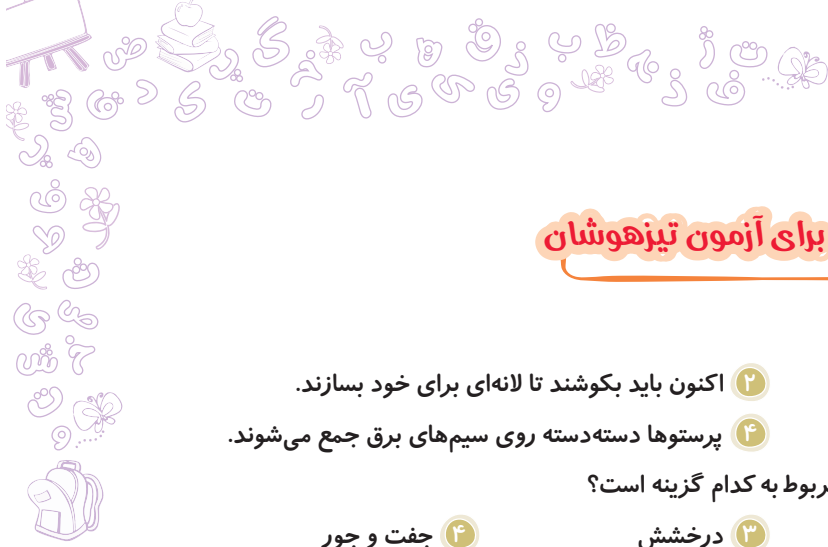 برای آزمون تیزهوشان
۲ اکنون باید بکوشند تا لانه‌ای برای خود بسازند.
۴ پرستوها دسته‌دسته روی سیم‌های برق جمع می‌شوند.
به کدام گزینه است؟
۳ درخشش ۴ جفت و جور